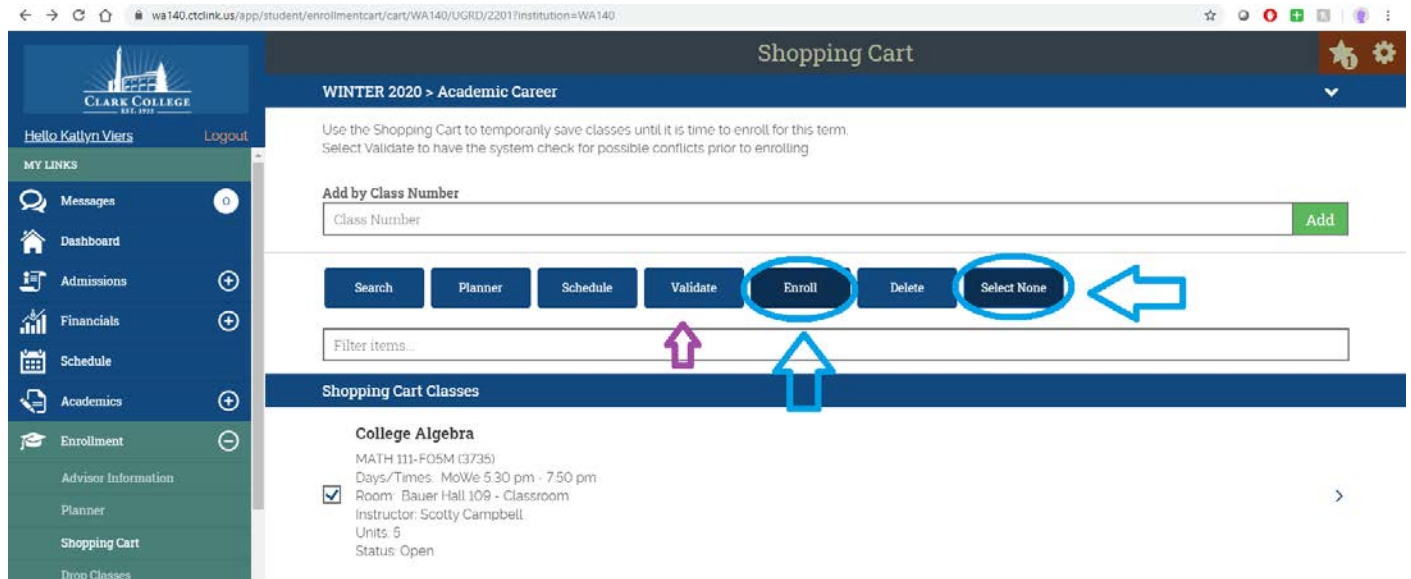 wa140.ctclink.us/app/student/enrollmentcart/cart/WA140/UGRD/2201?institution=WA140
CLARK COLLEGE
EST. 1933
Hello Katlyn Viers
Logout
MY LINKS
Messages
0
Dashboard
Admissions
Financials
Schedule
Academics
Enrollment
Advisor Information
Planner
Shopping Cart
Drop Classes
Shopping Cart
1
WINTER 2020 > Academic Career
Use the Shopping Cart to temporarily save classes until it is time to enroll for this term.
Select Validate to have the system check for possible conflicts prior to enrolling
Add by Class Number
Class Number
Add
Search
Planner
Schedule
Validate
Enroll
Delete
Select None
Filter items...
Shopping Cart Classes
College Algebra
MATH 111-F05M (3735)
Days/Times: MoWe 5:30 pm - 7:50 pm
Room: Bauer Hall 109 - Classroom
Instructor: Scotty Campbell
Units: 5
Status: Open